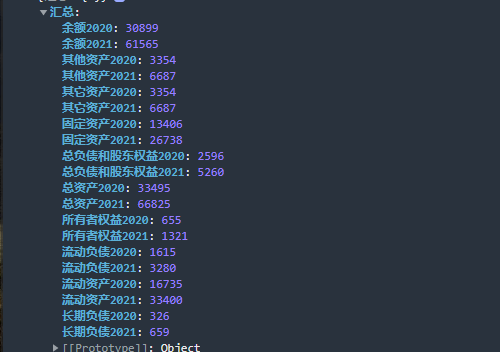 汇总:
余额2020: 30899
余额2021: 61565
其他资产2020: 3354
其他资产2021: 6687
其它资产2020: 3354
其它资产2021: 6687
固定资产2020: 13406
固定资产2021: 26738
总负债和股东权益2020: 2596
总负债和股东权益2021: 5260
总资产2020: 33495
总资产2021: 66825
所有者权益2020: 655
所有者权益2021: 1321
流动负债2020: 1615
流动负债2021: 3280
流动资产2020: 16735
流动资产2021: 33400
长期负债2020: 326
长期负债2021: 659
[[Prototype]]: Object